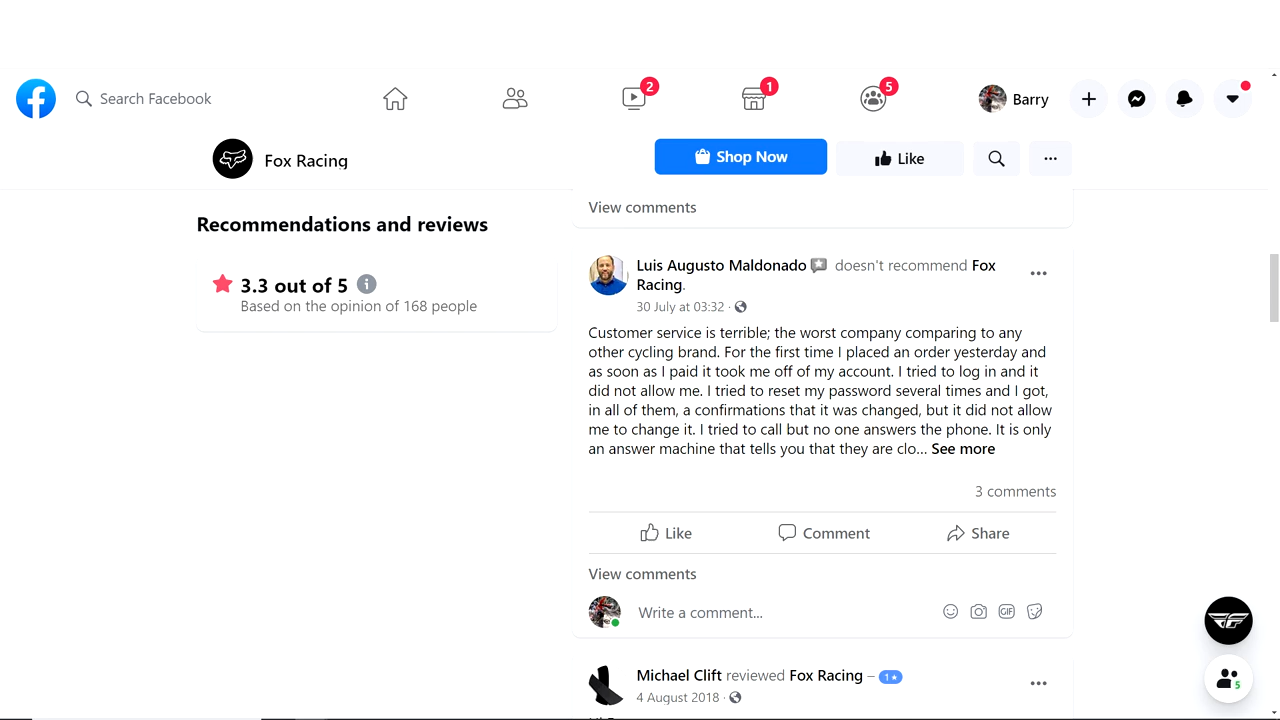 Search Facebook
2
1
5
Barry
Fox Racing
Shop Now
Like
View comments
Recommendations and reviews
3.3 out of 5
Based on the opinion of 168 people
Luis Augusto Maldonado doesn't recommend Fox
Racing.
30 July at 03:32 ·
Customer service is terrible; the worst company comparing to any
other cycling brand. For the first time I placed an order yesterday and
as soon as I paid it took me off of my account. I tried to log in and it
did not allow me. I tried to reset my password several times and I got,
in all of them, a confirmations that it was changed, but it did not allow
me to change it. I tried to call but no one answers the phone. It is only
an answer machine that tells you that they are clo... See more
3 comments
Like
Comment
Share
View comments
Write a comment...
GIF
Michael Clift reviewed Fox Racing – 1★
4 August 2018 ·
5